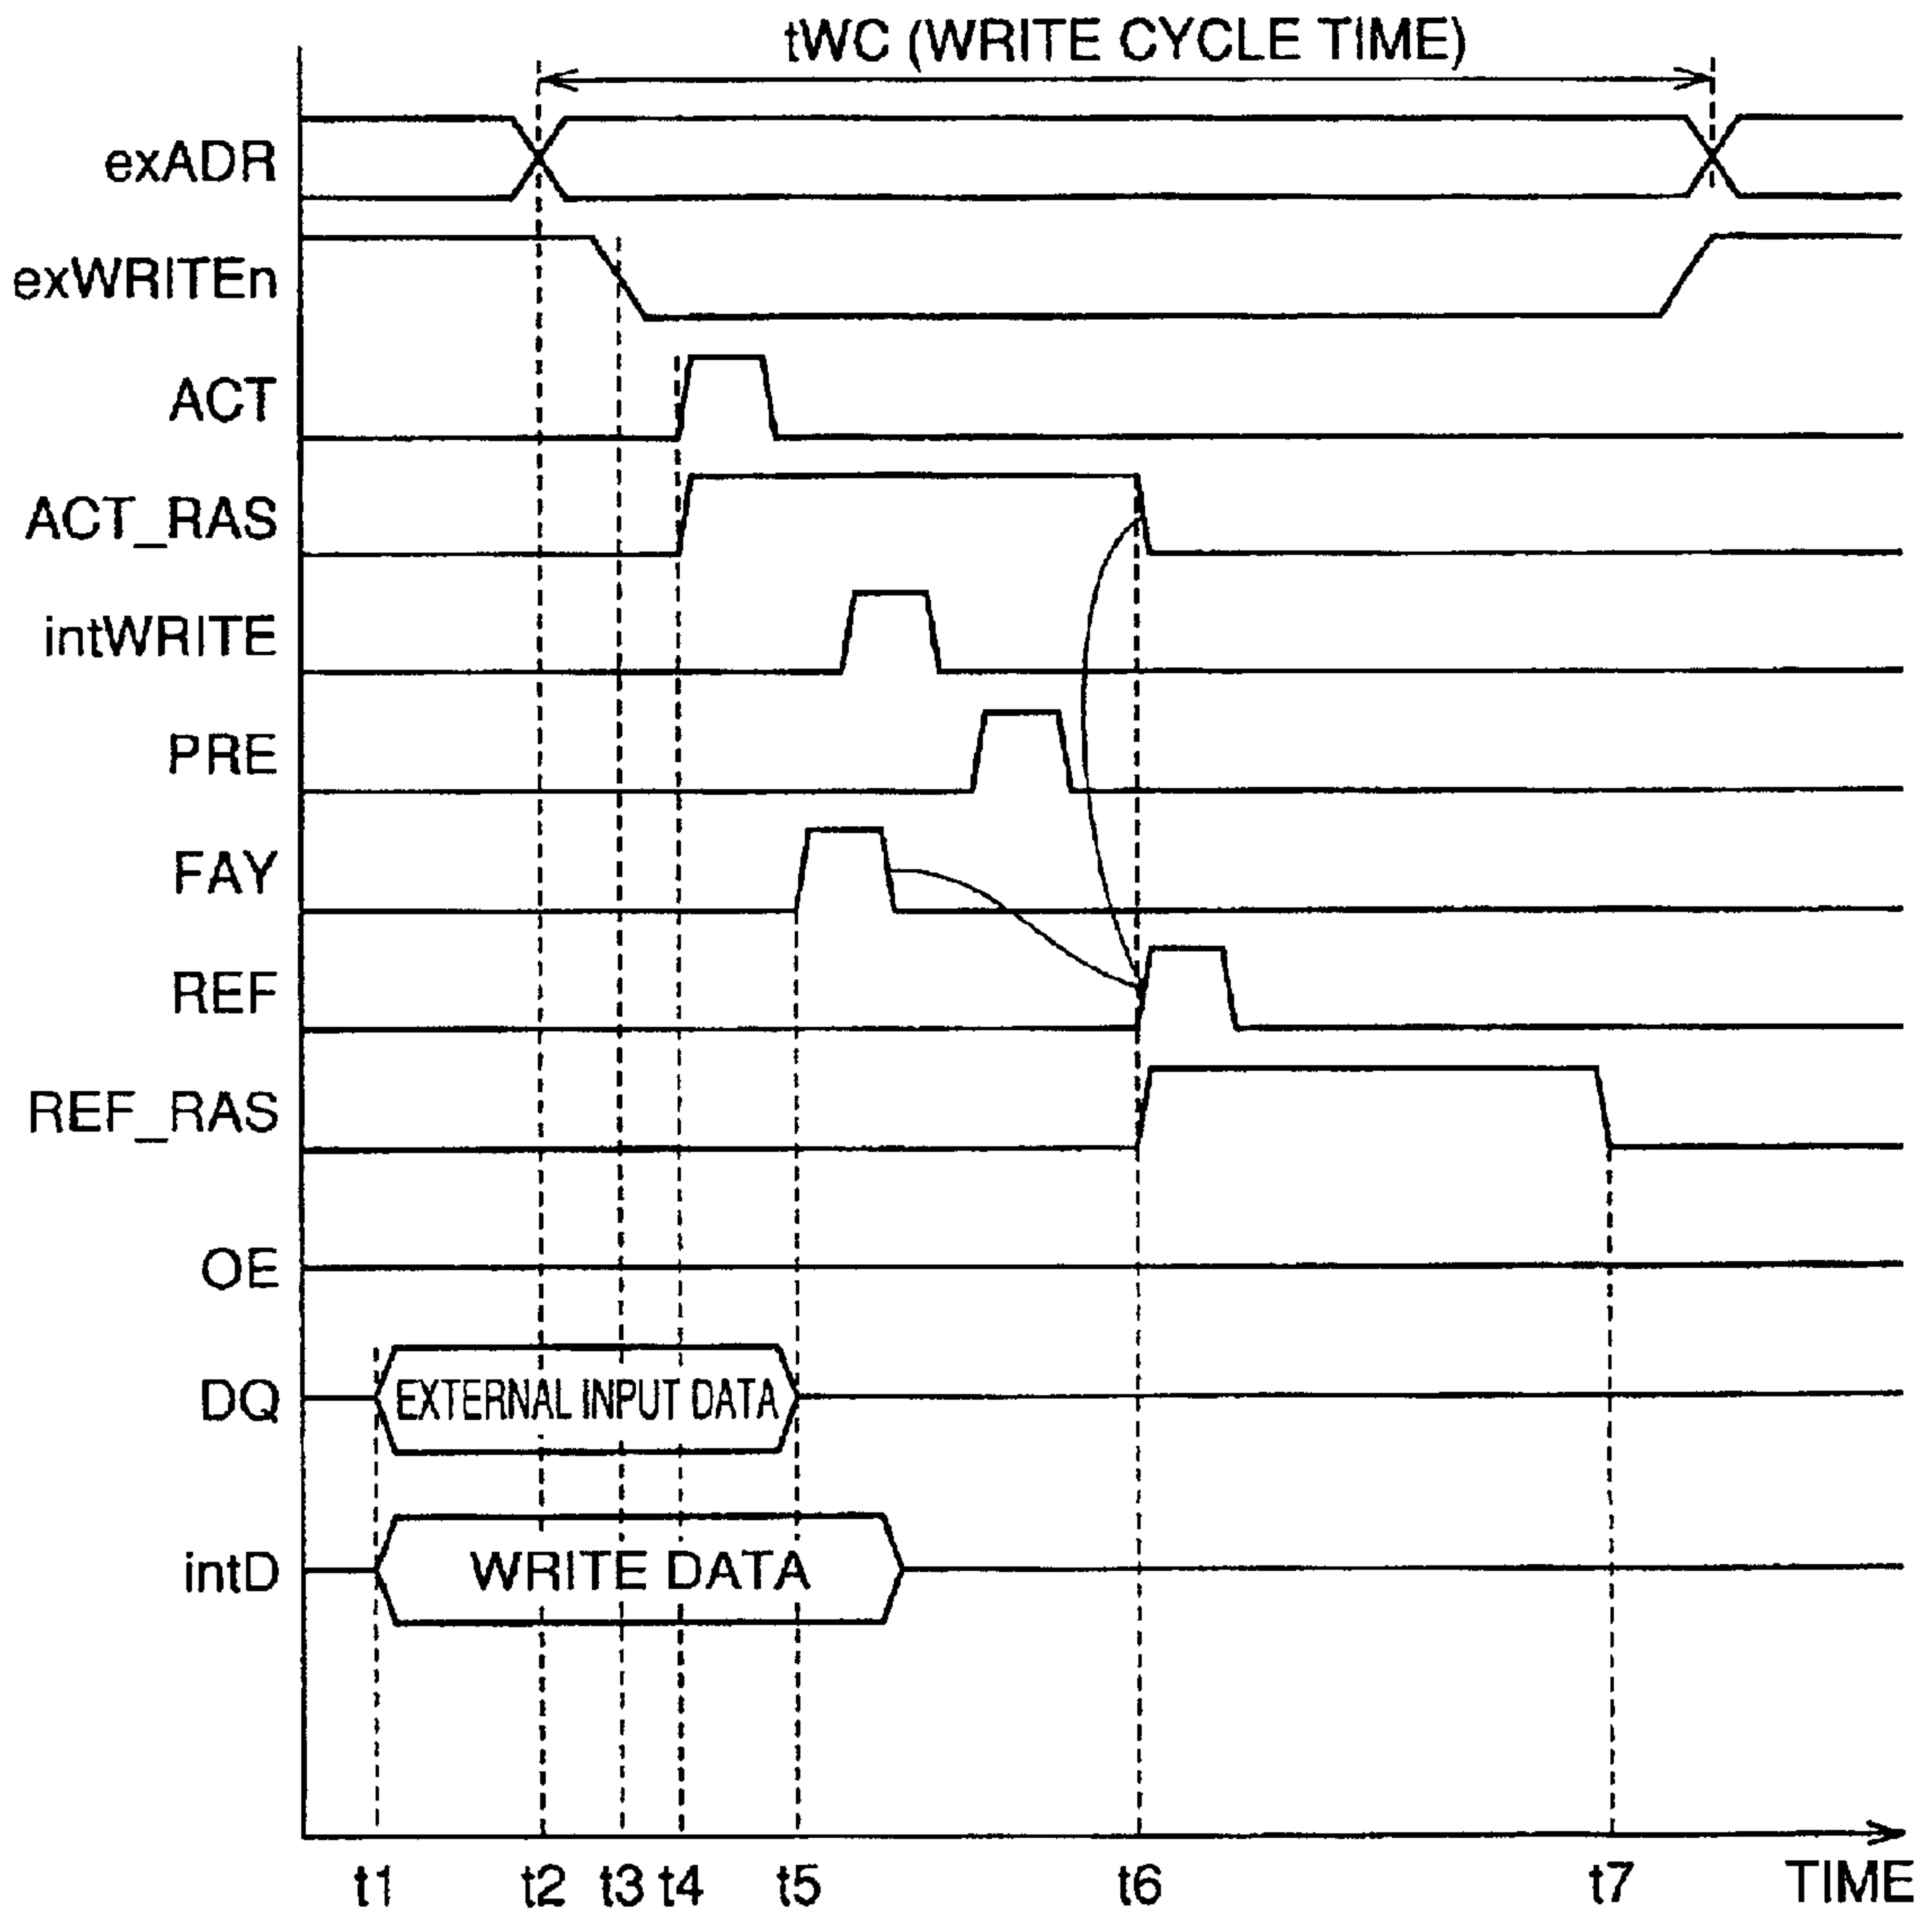 tWC (WRITE CYCLE TIME)
exADR
exWRITEn
ACT
ACT_RAS
intWRITE
PRE
FAY
REF
REF_RAS
OE
DQ EXTERNAL INPUT DATA
intD WRITE DATA
t1 t2 t3 t4 t5 t6 t7 TIME